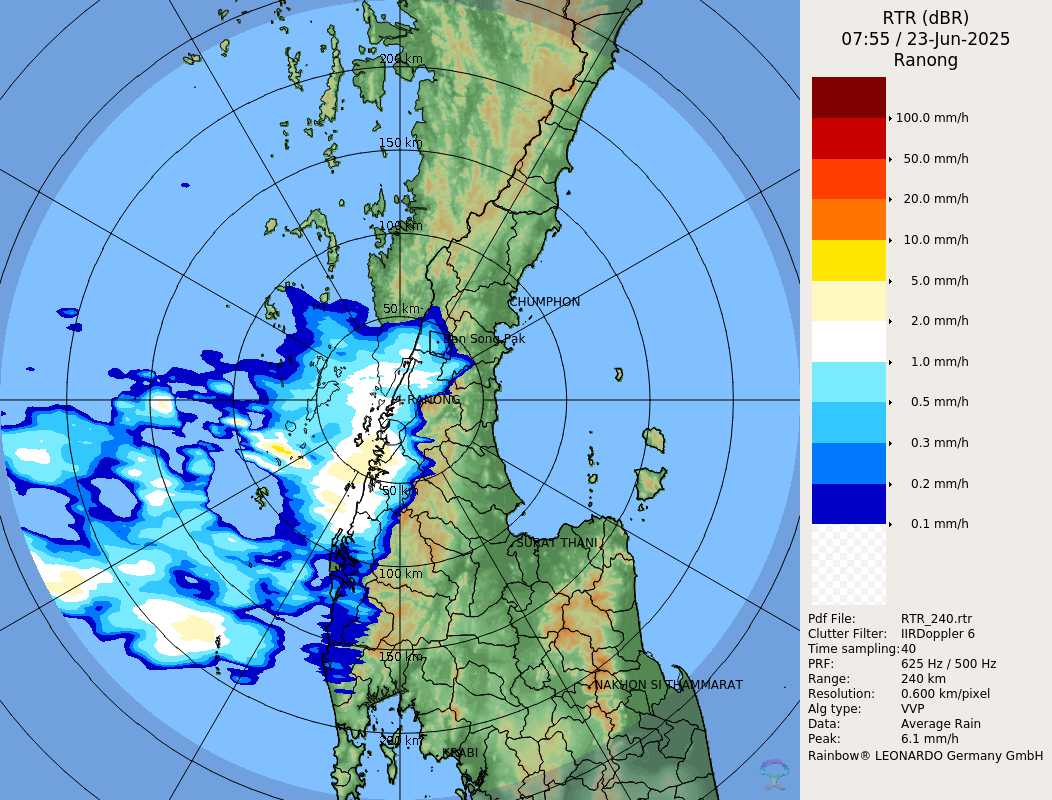 RTR (dBR)
07:55 / 23-Jun-2025
Ranong
100.0 mm/h
50.0 mm/h
20.0 mm/h
10.0 mm/h
5.0 mm/h
2.0 mm/h
1.0 mm/h
0.5 mm/h
0.3 mm/h
0.2 mm/h
0.1 mm/h
Pdf File: RTR_240.rtr
Clutter Filter: IIRDoppler 6
Time sampling: 40
PRF: 625 Hz / 500 Hz
Range: 240 km
Resolution: 0.600 km/pixel
Alg type: VVP
Data: Average Rain
Peak: 6.1 mm/h
Rainbow® LEONARDO Germany GmbH
200 km
150 km
100 km
50 km
CHUMPHON
Ban Song Pak
RANONG
50 km
SURAT THANI
100 km
150 km
NAKHON SI THAMMARAT
200 km
KRABI